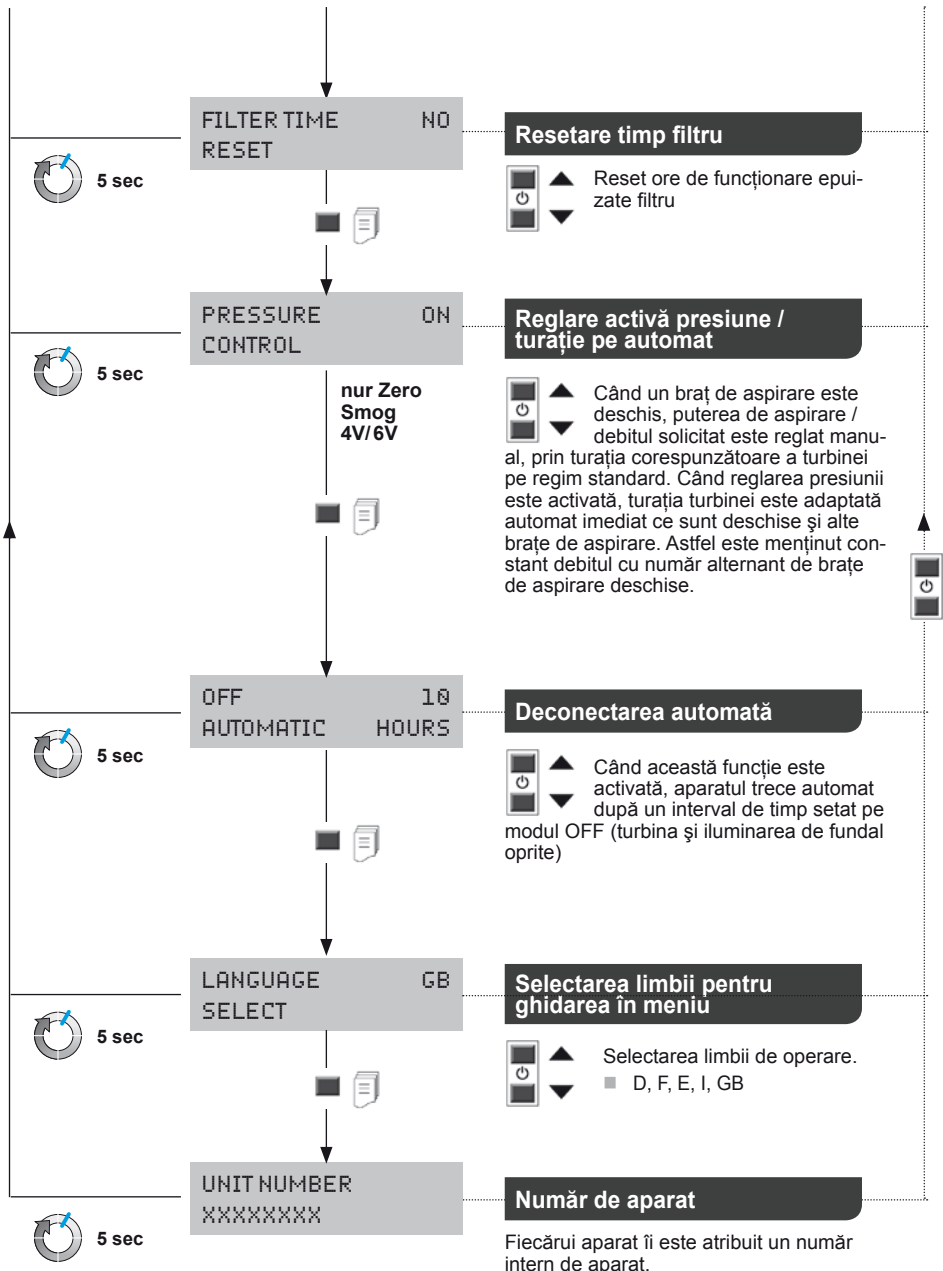 FILTER TIME NO
RESET
5 sec
Resetare timp filtru
Reset ore de funcționare epui-
zate filtru
PRESSURE ON
CONTROL
5 sec
nur Zero
Smog
4V/6V
Reglare activă presiune /
turație pe automat
Când un braț de aspirare este
deschis, puterea de aspirare /
debitul solicitat este reglat manu-
al, prin turația corespunzătoare a turbinei
pe regim standard. Când reglarea presiunii
este activată, turația turbinei este adaptată
automat imediat ce sunt deschise şi alte
brațe de aspirare. Astfel este menținut con-
stant debitul cu număr alternant de brațe
de aspirare deschise.
OFF 10
AUTOMATIC HOURS
5 sec
Deconectarea automată
Când această funcție este
activată, aparatul trece automat
după un interval de timp setat pe
modul OFF (turbina şi iluminarea de fundal
oprite)
LANGUAGE GB
SELECT
5 sec
Selectarea limbii pentru
ghidarea în meniu
Selectarea limbii de operare.
■ D, F, E, I, GB
UNIT NUMBER
XXXXXXXX
5 sec
Număr de aparat
Fiecărui aparat îi este atribuit un număr
intern de aparat.